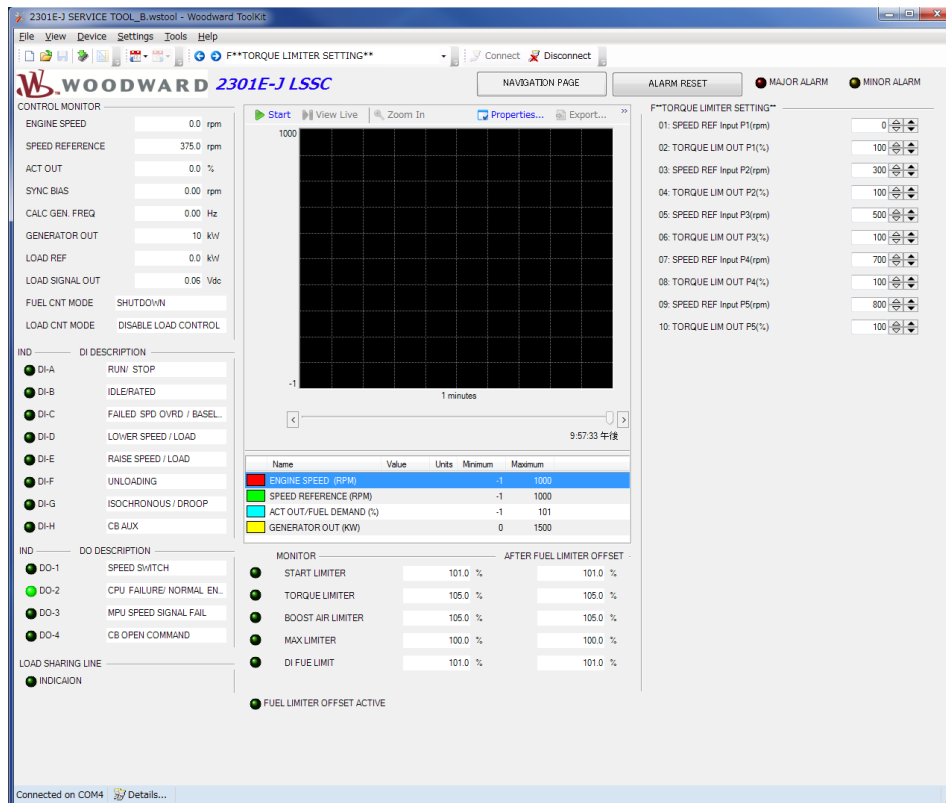 2301E-J SERVICE TOOL_B.wstool - Woodward ToolKit
File View Device Settings Tools Help
F**TORQUE LIMITER SETTING** Connect Disconnect
WOODWARD 2301E-J LSSC NAVIGATION PAGE ALARM RESET MAJOR ALARM MINOR ALARM
CONTROL MONITOR
ENGINE SPEED 0.0 rpm
SPEED REFERENCE 375.0 rpm
ACT OUT 0.0 %
SYNC BIAS 0.00 rpm
CALC GEN. FREQ 0.00 Hz
GENERATOR OUT 10 kW
LOAD REF 0.0 kW
LOAD SIGNAL OUT 0.06 Vdc
FUEL CNT MODE SHUTDOWN
LOAD CNT MODE DISABLE LOAD CONTROL
IND DI DESCRIPTION
DI-A RUN/ STOP
DI-B IDLE/RATED
DI-C FAILED SPD OVRD / BASEL..
DI-D LOWER SPEED / LOAD
DI-E RAISE SPEED / LOAD
DI-F UNLOADING
DI-G ISOCHRONOUS / DROOP
DI-H CB AUX
IND DO DESCRIPTION
DO-1 SPEED SWITCH
DO-2 CPU FAILURE/ NORMAL EN..
DO-3 MPU SPEED SIGNAL FAIL
DO-4 CB OPEN COMMAND
LOAD SHARING LINE
INDICAION
Start View Live Zoom In Properties... Export... »
1000
-1
1 minutes
9:57:33 午後
Name Value Units Minimum Maximum
ENGINE SPEED (RPM) -1 1000
SPEED REFERENCE (RPM) -1 1000
ACT OUT/FUEL DEMAND (%) -1 101
GENERATOR OUT (KW) 0 1500
MONITOR AFTER FUEL LIMITER OFFSET
START LIMITER 101.0 % 101.0 %
TORQUE LIMITER 105.0 % 105.0 %
BOOST AIR LIMITER 105.0 % 105.0 %
MAX LIMITER 100.0 % 100.0 %
DI FUE LIMIT 101.0 % 101.0 %
FUEL LIMITER OFFSET ACTIVE
F**TORQUE LIMITER SETTING**
01: SPEED REF Input P1(rpm) 0
02: TORQUE LIM OUT P1(%) 100
03: SPEED REF Input P2(rpm) 300
04: TORQUE LIM OUT P2(%) 100
05: SPEED REF Input P3(rpm) 500
06: TORQUE LIM OUT P3(%) 100
07: SPEED REF Input P4(rpm) 700
08: TORQUE LIM OUT P4(%) 100
09: SPEED REF Input P5(rpm) 800
10: TORQUE LIM OUT P5(%) 100
Connected on COM4 Details...